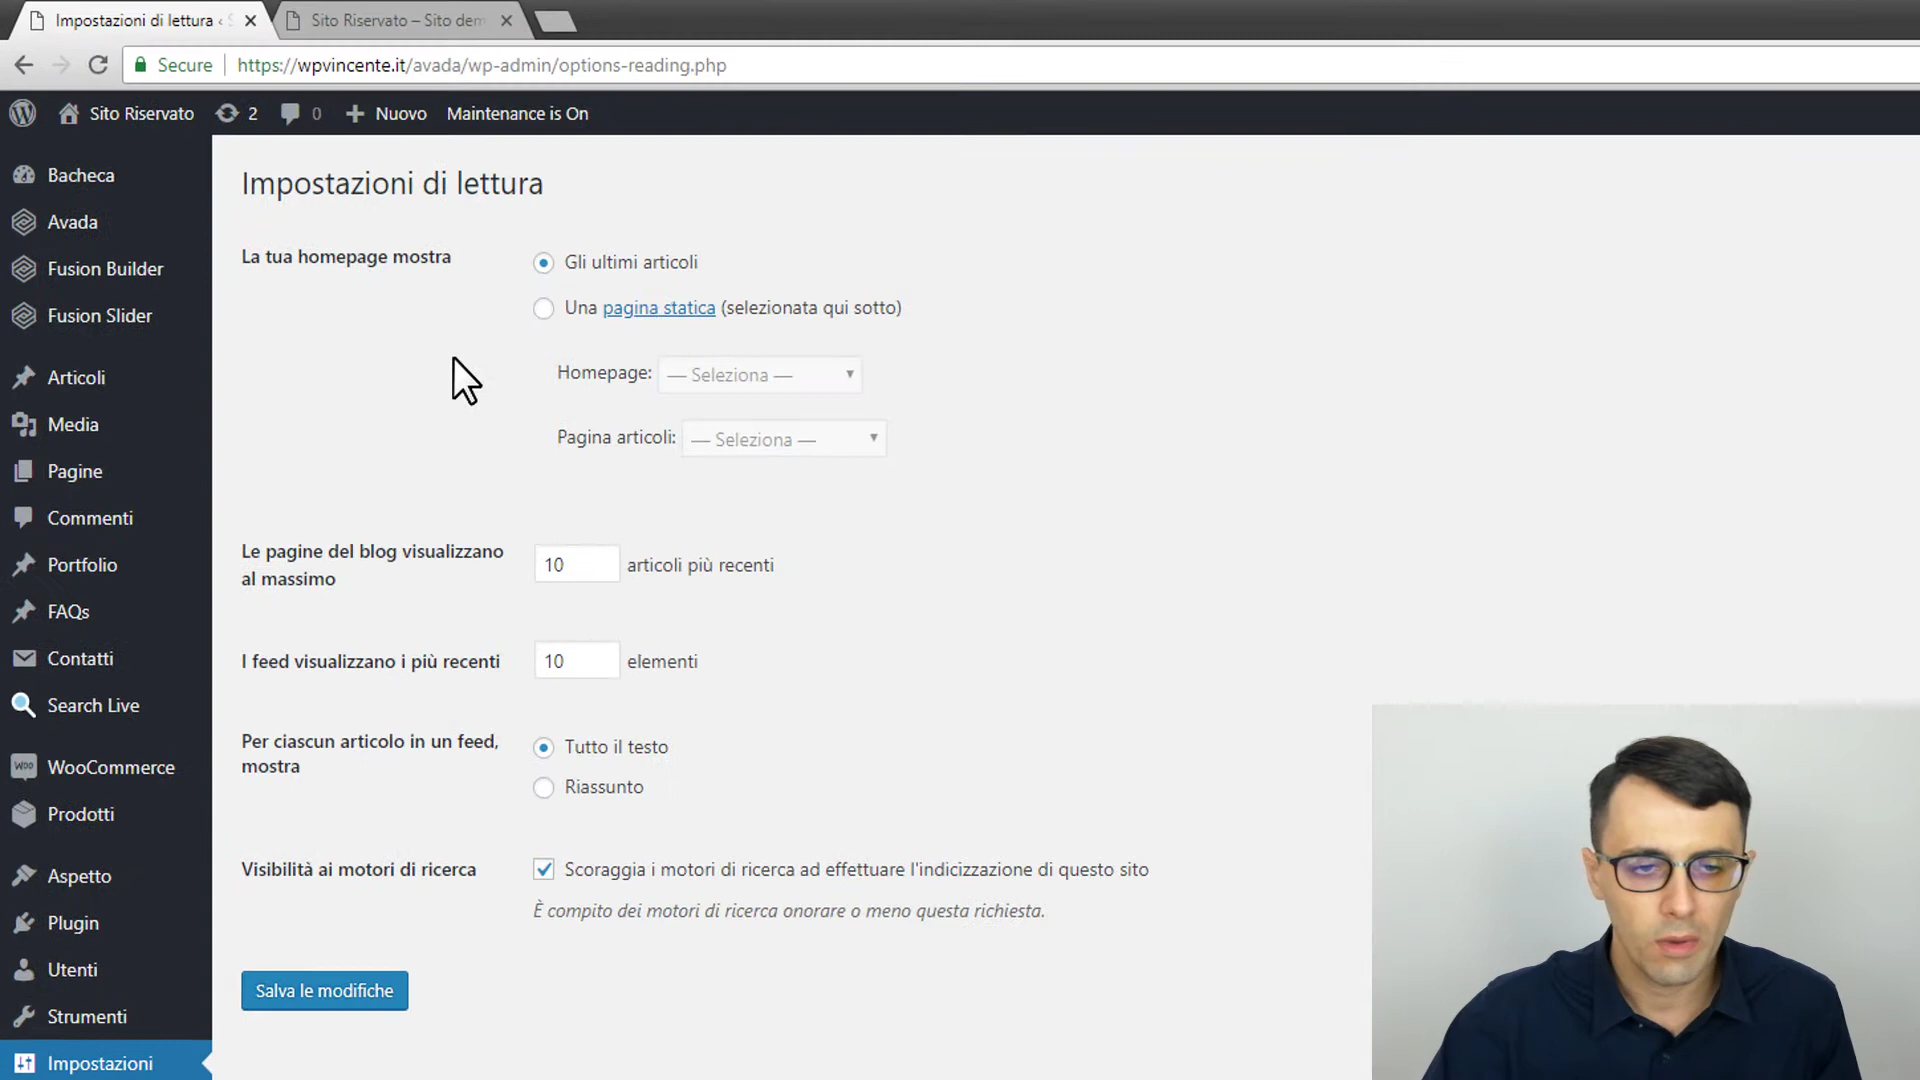 Impostazioni di lettura ‹ S
Sito Riservato – Sito dem
Secure
https://wpvincente.it/avada/wp-admin/options-reading.php
Sito Riservato 2 0 Nuovo Maintenance is On
Bacheca
Avada
Fusion Builder
Fusion Slider
Articoli
Media
Pagine
Commenti
Portfolio
FAQs
Contatti
Search Live
WooCommerce
Prodotti
Aspetto
Plugin
Utenti
Strumenti
Impostazioni
Impostazioni di lettura
La tua homepage mostra
Gli ultimi articoli
Una pagina statica (selezionata qui sotto)
Homepage: — Seleziona —
Pagina articoli: — Seleziona —
Le pagine del blog visualizzano
al massimo
10 articoli più recenti
I feed visualizzano i più recenti
10 elementi
Per ciascun articolo in un feed,
mostra
Tutto il testo
Riassunto
Visibilità ai motori di ricerca
Scoraggia i motori di ricerca ad effettuare l'indicizzazione di questo sito
È compito dei motori di ricerca onorare o meno questa richiesta.
Salva le modifiche